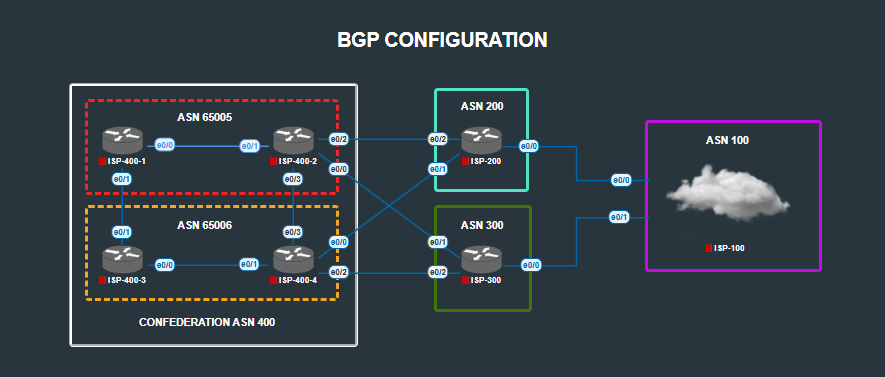 BGP CONFIGURATION
ASN 65005
e0/0
e0/1
ISP-400-1
ISP-400-2
e0/2
e0/0
e0/1
e0/3
ASN 65006
e0/1
e0/3
e0/0
e0/1
ISP-400-3
ISP-400-4
e0/0
e0/2
CONFEDERATION ASN 400
ASN 200
e0/2
e0/0
ISP-200
e0/1
ASN 300
e0/1
e0/2
e0/0
ISP-300
ASN 100
e0/0
e0/1
ISP-100